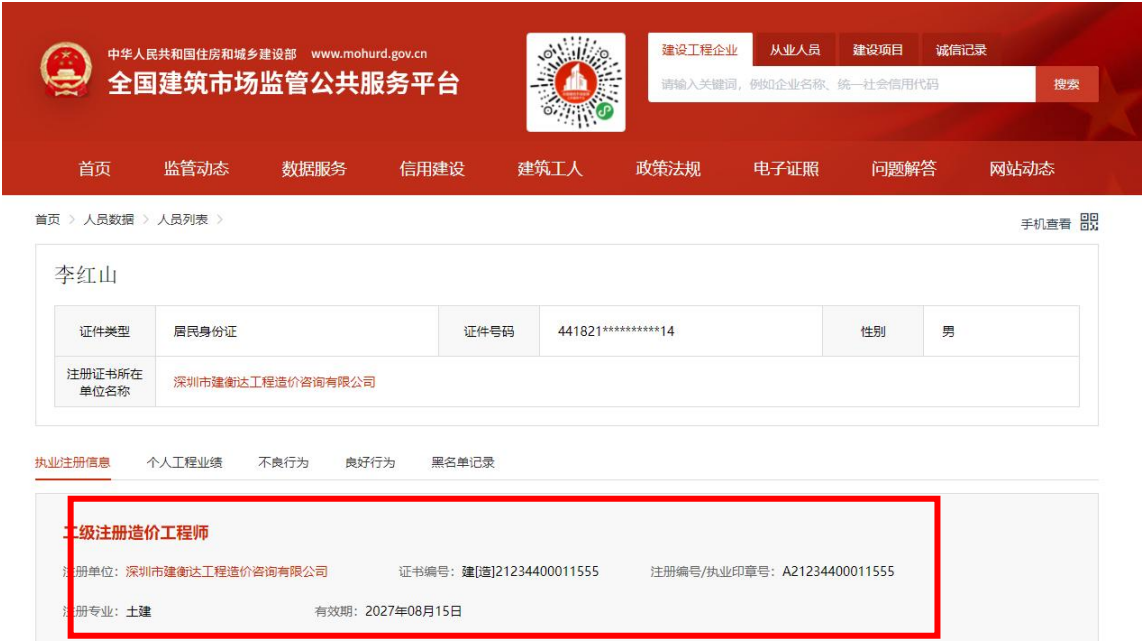 中华人民共和国住房和城乡建设部 www.mohurd.gov.cn
全国建筑市场监管公共服务平台
建设工程企业 从业人员 建设项目 诚信记录
请输入关键词，例如企业名称、统一社会信用代码 搜索
首页 监管动态 数据服务 信用建设 建筑工人 政策法规 电子证照 问题解答 网站动态
首页 > 人员数据 > 人员列表 >
手机查看
李红山
证件类型 居民身份证 证件号码 441821**********14 性别 男
注册证书所在
单位名称
深圳市建衡达工程造价咨询有限公司
执业注册信息 个人工程业绩 不良行为 良好行为 黑名单记录
二级注册造价工程师
注册单位：深圳市建衡达工程造价咨询有限公司 证书编号：建[造]21234400011555 注册编号/执业印章号：A21234400011555
注册专业：土建 有效期：2027年08月15日